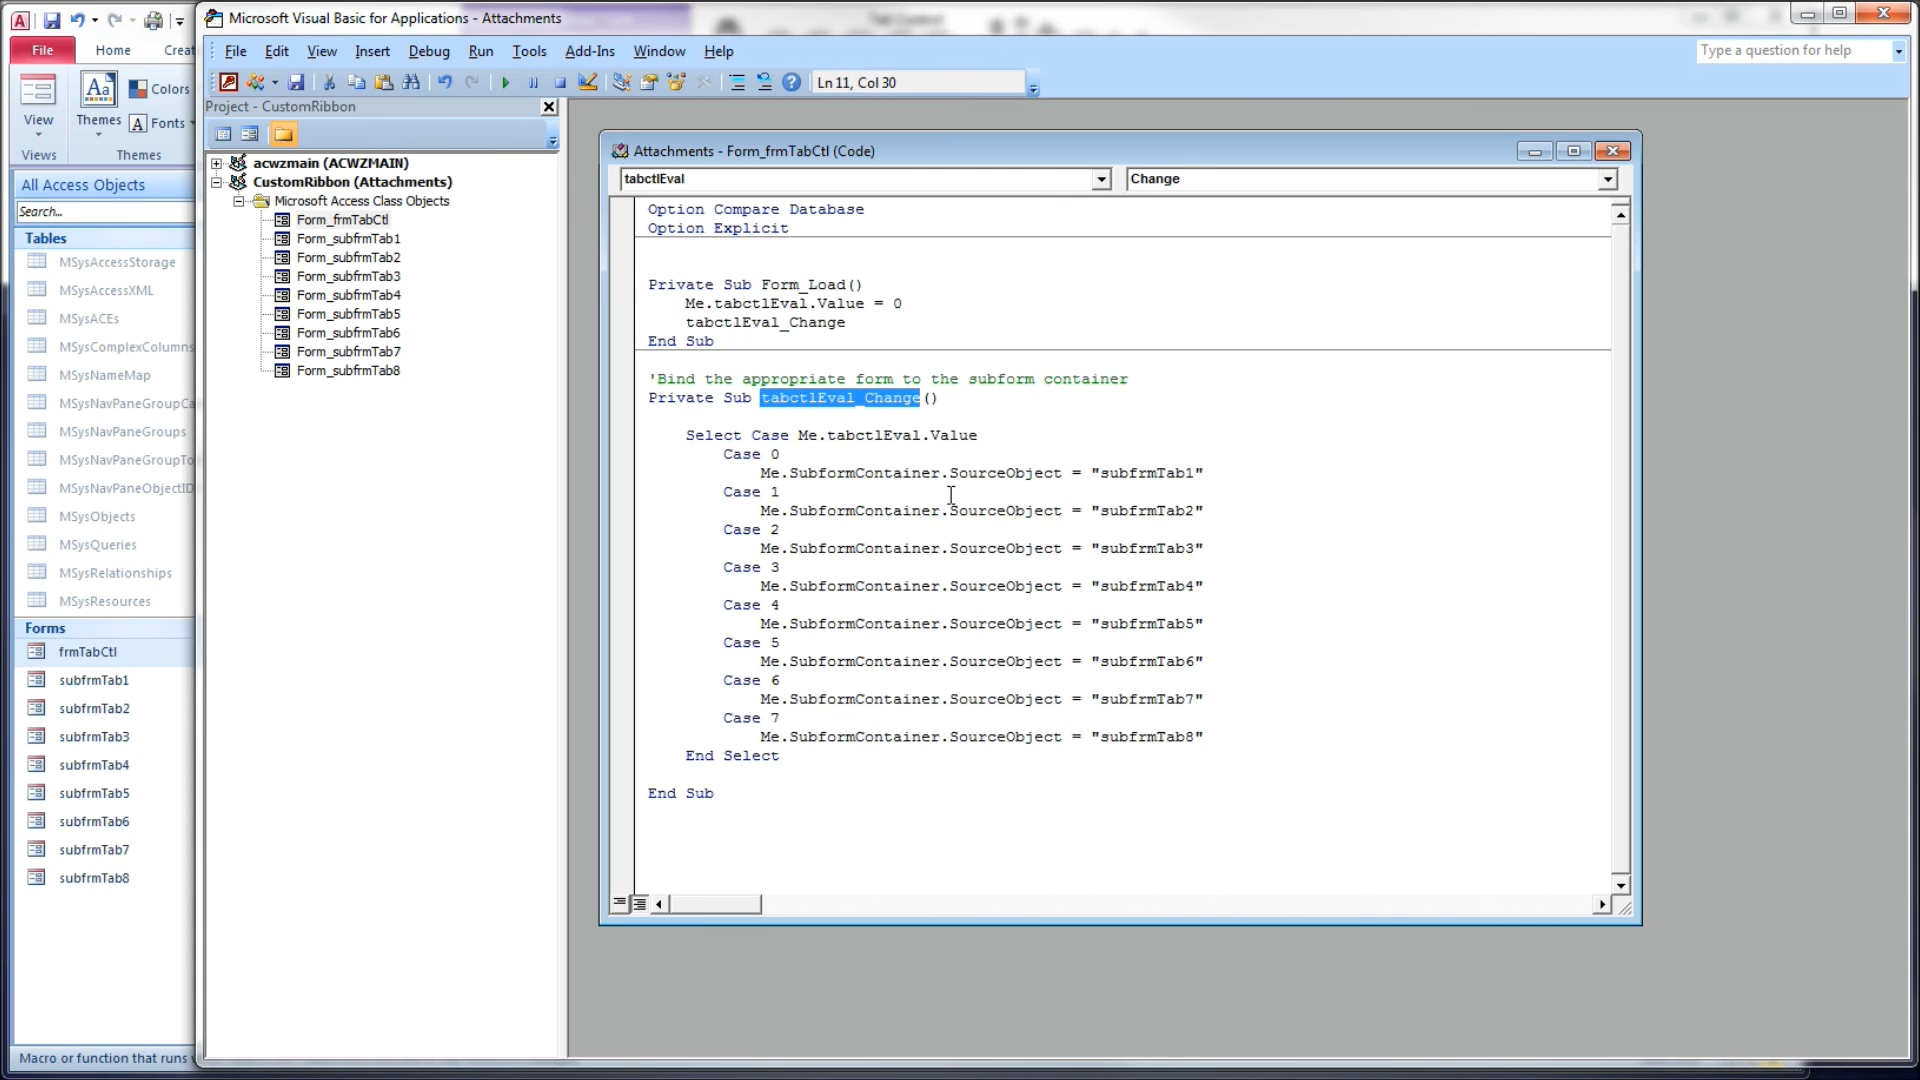 Microsoft Visual Basic for Applications - Attachments
File
Home
Creat
File Edit View Insert Debug Run Tools Add-Ins Window Help
Type a question for help
Ln 11, Col 30
View
Themes
Colors
Fonts
Views
Themes
Project - CustomRibbon
acwzmain (ACWZMAIN)
CustomRibbon (Attachments)
Microsoft Access Class Objects
Form_frmTabCtl
Form_subfrmTab1
Form_subfrmTab2
Form_subfrmTab3
Form_subfrmTab4
Form_subfrmTab5
Form_subfrmTab6
Form_subfrmTab7
Form_subfrmTab8
All Access Objects
Search...
Tables
MSysAccessStorage
MSysAccessXML
MSysACEs
MSysComplexColumns
MSysNameMap
MSysNavPaneGroupCa
MSysNavPaneGroups
MSysNavPaneGroupTo
MSysNavPaneObjectID
MSysObjects
MSysQueries
MSysRelationships
MSysResources
Forms
frmTabCtl
subfrmTab1
subfrmTab2
subfrmTab3
subfrmTab4
subfrmTab5
subfrmTab6
subfrmTab7
subfrmTab8
Macro or function that runs
Attachments - Form_frmTabCtl (Code)
tabctlEval
Change
Option Compare Database
Option Explicit
Private Sub Form_Load()
Me.tabctlEval.Value = 0
tabctlEval_Change
End Sub
'Bind the appropriate form to the subform container
Private Sub tabctlEval_Change()
Select Case Me.tabctlEval.Value
Case 0
Me.SubformContainer.SourceObject = "subfrmTab1"
Case 1
Me.SubformContainer.SourceObject = "subfrmTab2"
Case 2
Me.SubformContainer.SourceObject = "subfrmTab3"
Case 3
Me.SubformContainer.SourceObject = "subfrmTab4"
Case 4
Me.SubformContainer.SourceObject = "subfrmTab5"
Case 5
Me.SubformContainer.SourceObject = "subfrmTab6"
Case 6
Me.SubformContainer.SourceObject = "subfrmTab7"
Case 7
Me.SubformContainer.SourceObject = "subfrmTab8"
End Select
End Sub